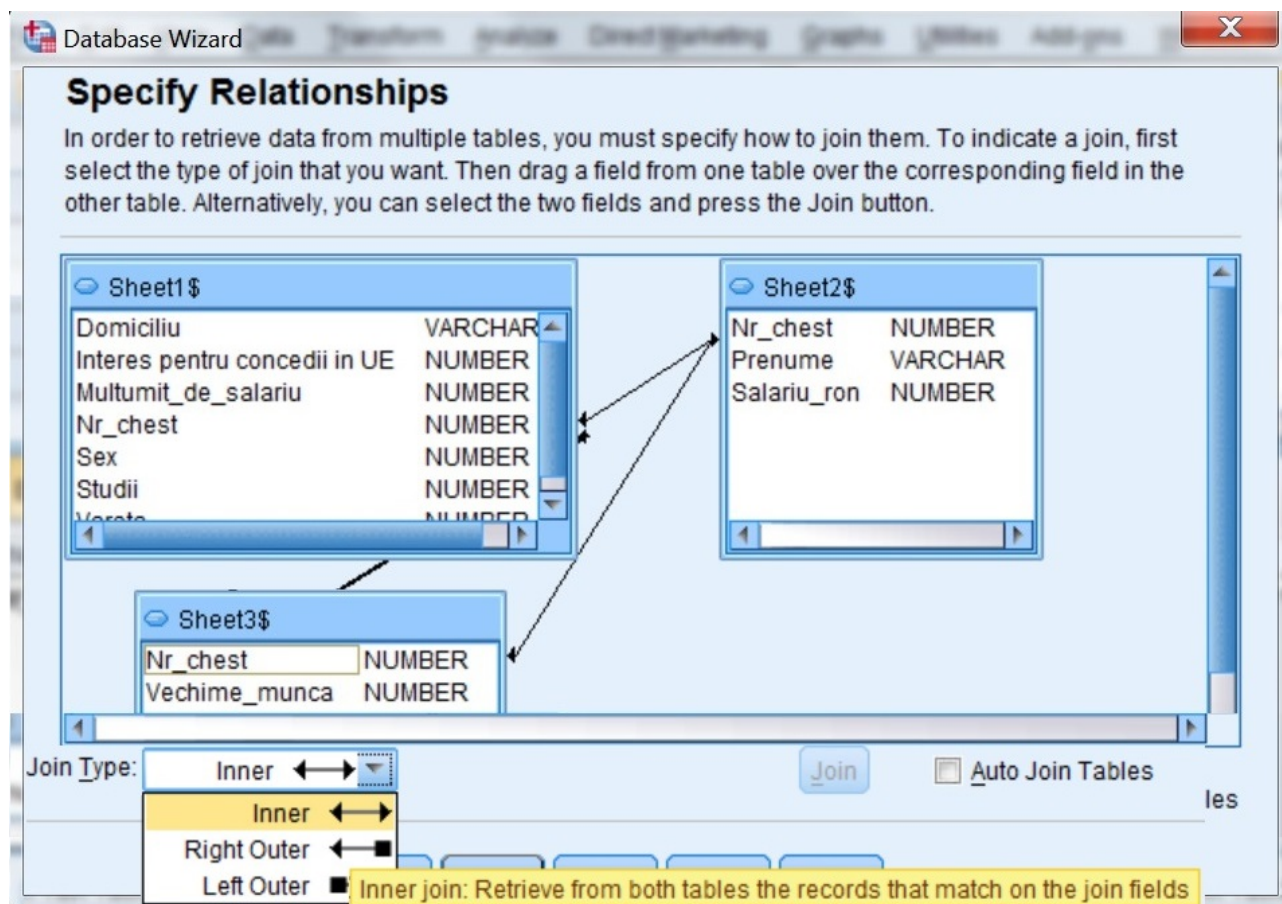 Database Wizard
Specify Relationships
In order to retrieve data from multiple tables, you must specify how to join them. To indicate a join, first
select the type of join that you want. Then drag a field from one table over the corresponding field in the
other table. Alternatively, you can select the two fields and press the Join button.
Sheet1$
Domiciliu VARCHAR
Interes pentru concedii in UE NUMBER
Multumit_de_salariu NUMBER
Nr_chest NUMBER
Sex NUMBER
Studii NUMBER
NUMBER
Sheet2$
Nr_chest NUMBER
Prenume VARCHAR
Salariu_ron NUMBER
Sheet3$
Nr_chest NUMBER
Vechime_munca NUMBER
Join Type: Inner
Join
Auto Join Tables
les
Inner
Right Outer
Left Outer
Inner join: Retrieve from both tables the records that match on the join fields